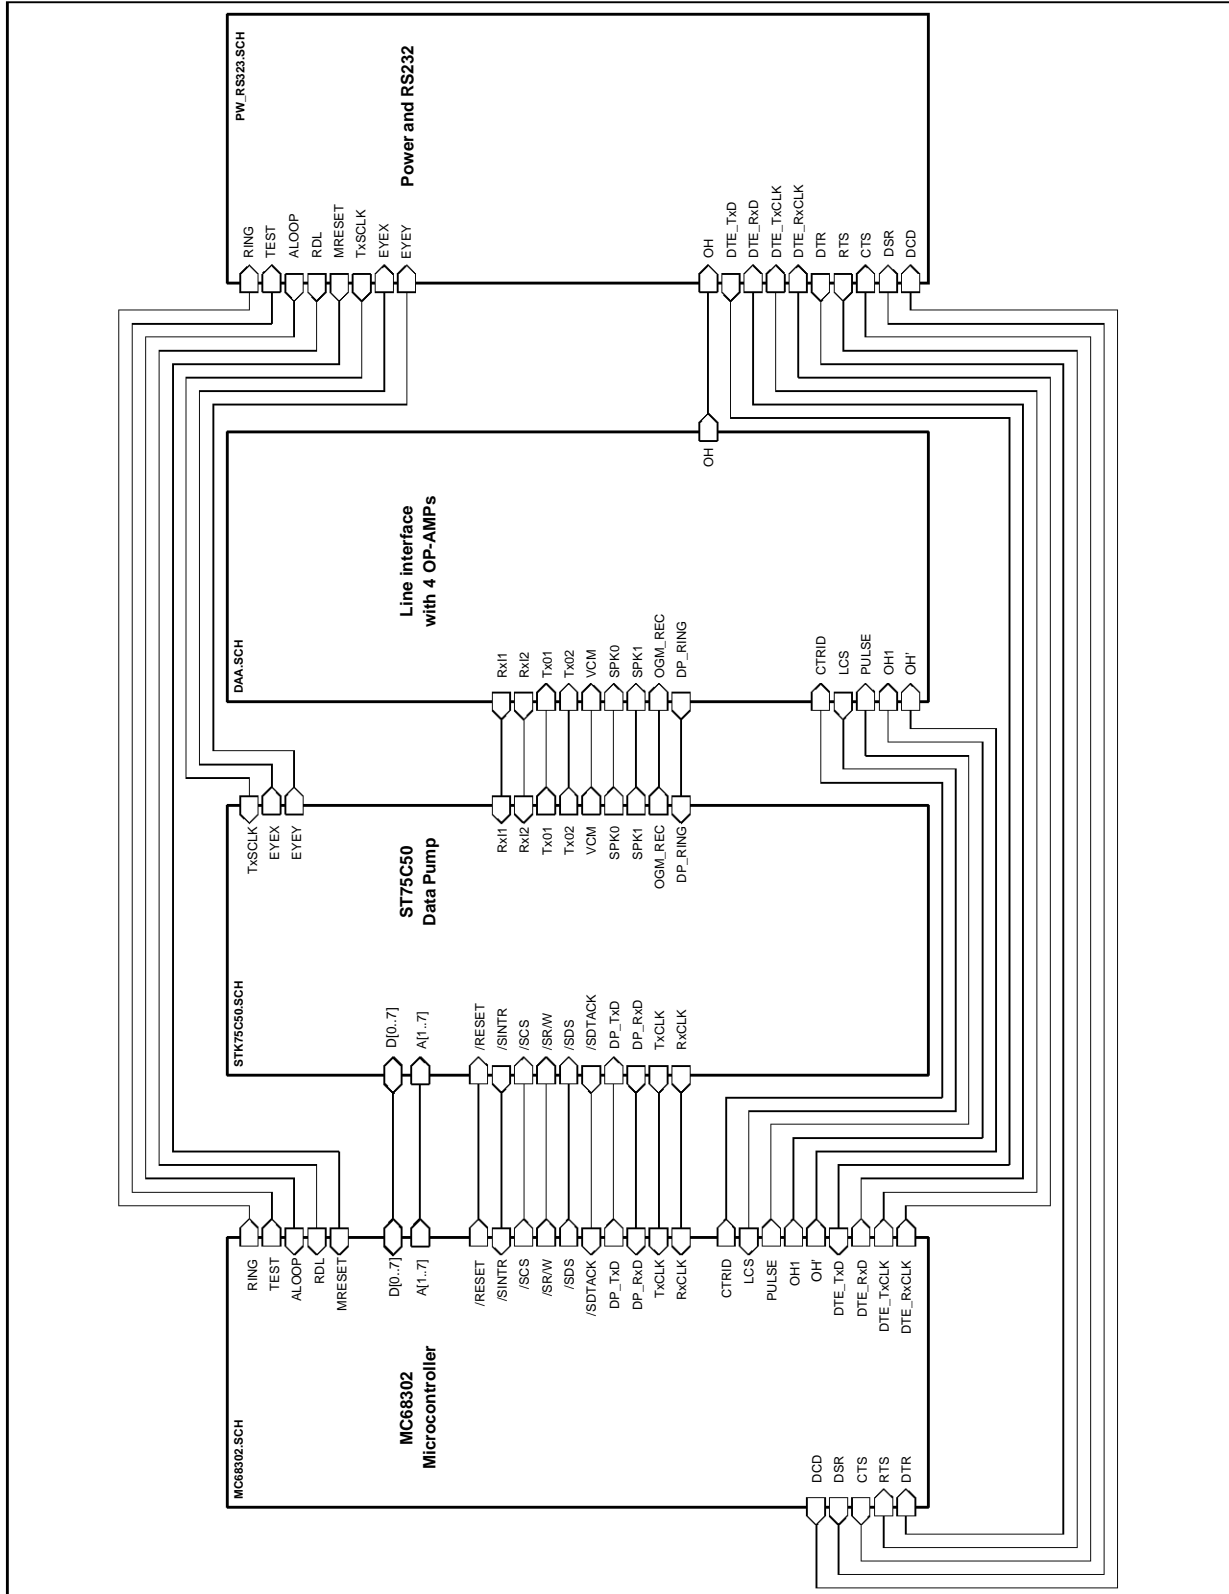 PW_RS323.SCH
Power and RS232
RING
TEST
ALOOP
RDL
MRESET
TxSCLK
EYEX
EYEY
OH
DTE_TxD
DTE_RxD
DTE_TxCLK
DTE_RxCLK
DTR
RTS
CTS
DSR
DCD
OH
Line interface
with 4 OP-AMPs
DAA.SCH
RxI1
RxI2
Tx01
Tx02
VCM
SPK0
SPK1
OGM_REC
DP_RING
CTRID
LCS
PULSE
OH1
OH'
TxSCLK
EYEX
EYEY
RxI1
RxI2
Tx01
Tx02
VCM
SPK0
SPK1
OGM_REC
DP_RING
ST75C50
Data Pump
STK75C50.SCH
D[0..7]
A[1..7]
/RESET
/SINTR
/SCS
/SR/W
/SDS
/SDTACK
DP_TxD
DP_RxD
TxCLK
RxCLK
RING
TEST
ALOOP
RDL
MRESET
D[0..7]
A[1..7]
/RESET
/SINTR
/SCS
/SR/W
/SDS
/SDTACK
DP_TxD
DP_RxD
TxCLK
RxCLK
CTRID
LCS
PULSE
OH1
OH'
DTE_TxD
DTE_RxD
DTE_TxCLK
DTE_RxCLK
MC68302
Microcontroller
MC68302.SCH
DCD
DSR
CTS
RTS
DTR